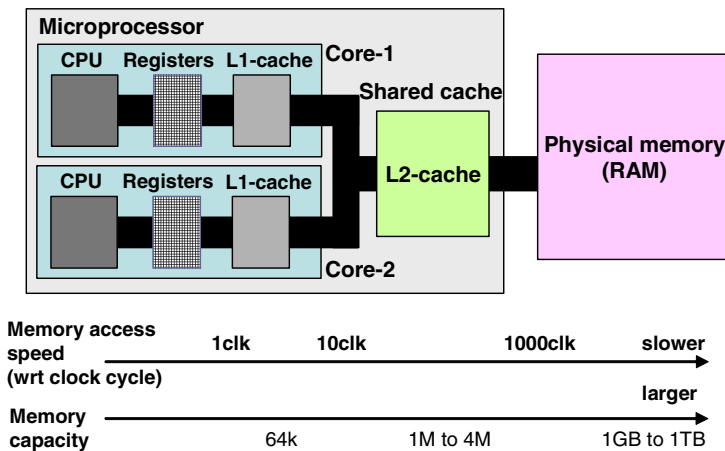 Microprocessor
CPU Registers L1-cache Core-1
Shared cache
L2-cache
Physical memory
(RAM)
CPU Registers L1-cache
Core-2
Memory access
speed
(wrt clock cycle)
1clk 10clk 1000clk slower
larger
Memory
capacity
64k 1M to 4M 1GB to 1TB